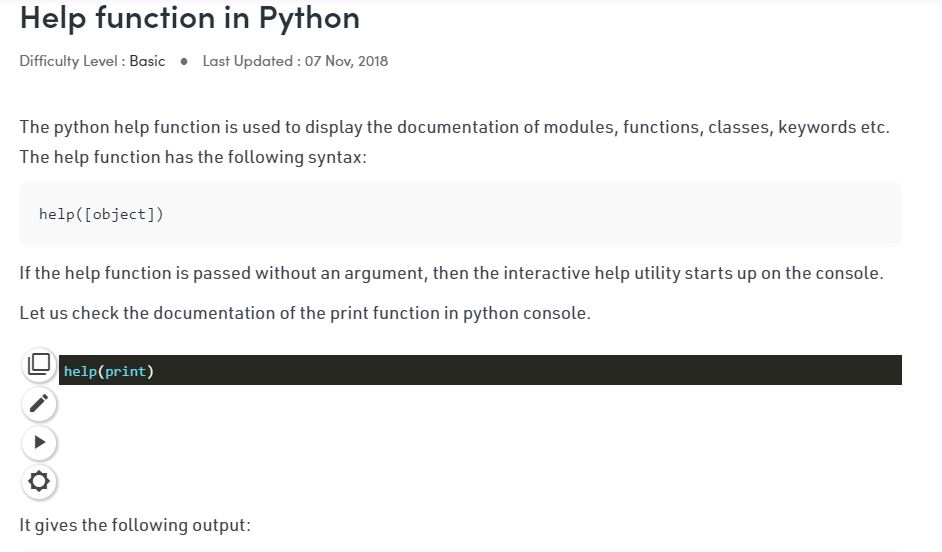 Help function in Python
Difficulty Level : Basic ● Last Updated : 07 Nov, 2018
The python help function is used to display the documentation of modules, functions, classes, keywords etc.
The help function has the following syntax:
help([object])
If the help function is passed without an argument, then the interactive help utility starts up on the console.
Let us check the documentation of the print function in python console.
help(print)
It gives the following output: